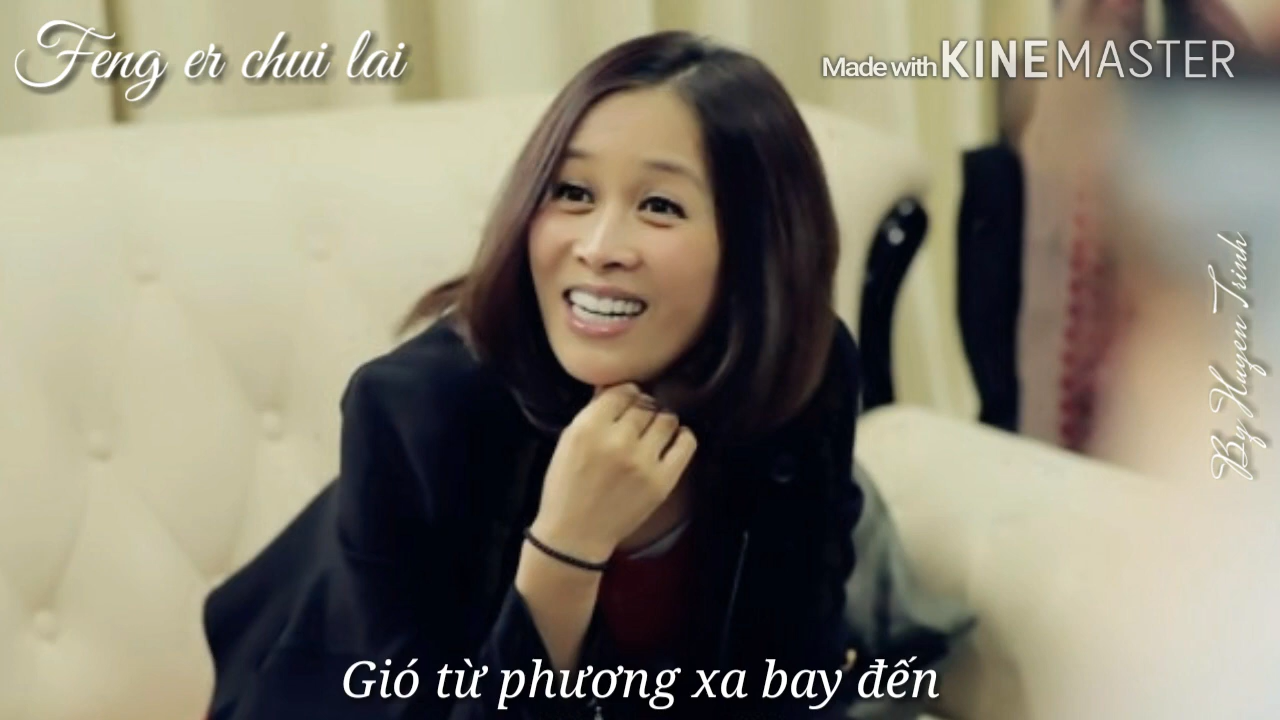 Feng er chui lai
Made with KINEMASTER
By Huyen Trinh
Gió từ phương xa bay đến